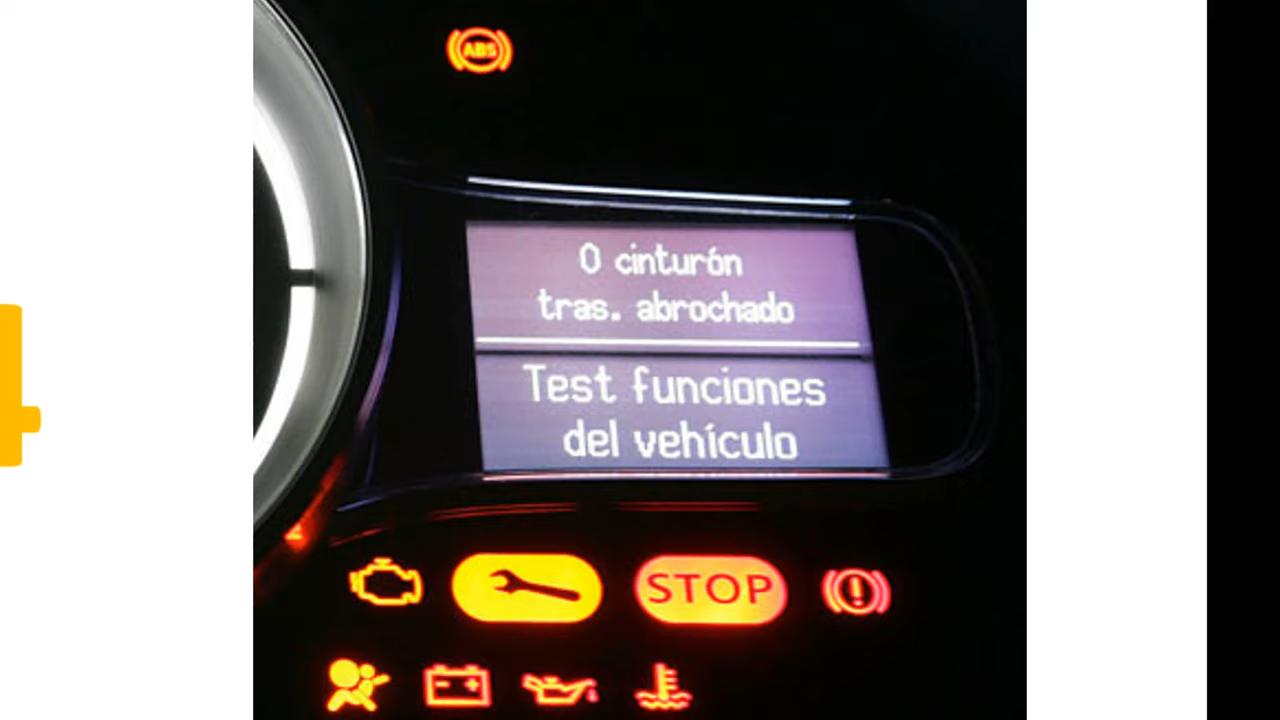 ABS
0 cinturón
tras. abrochado
Test funciones
del vehículo
STOP